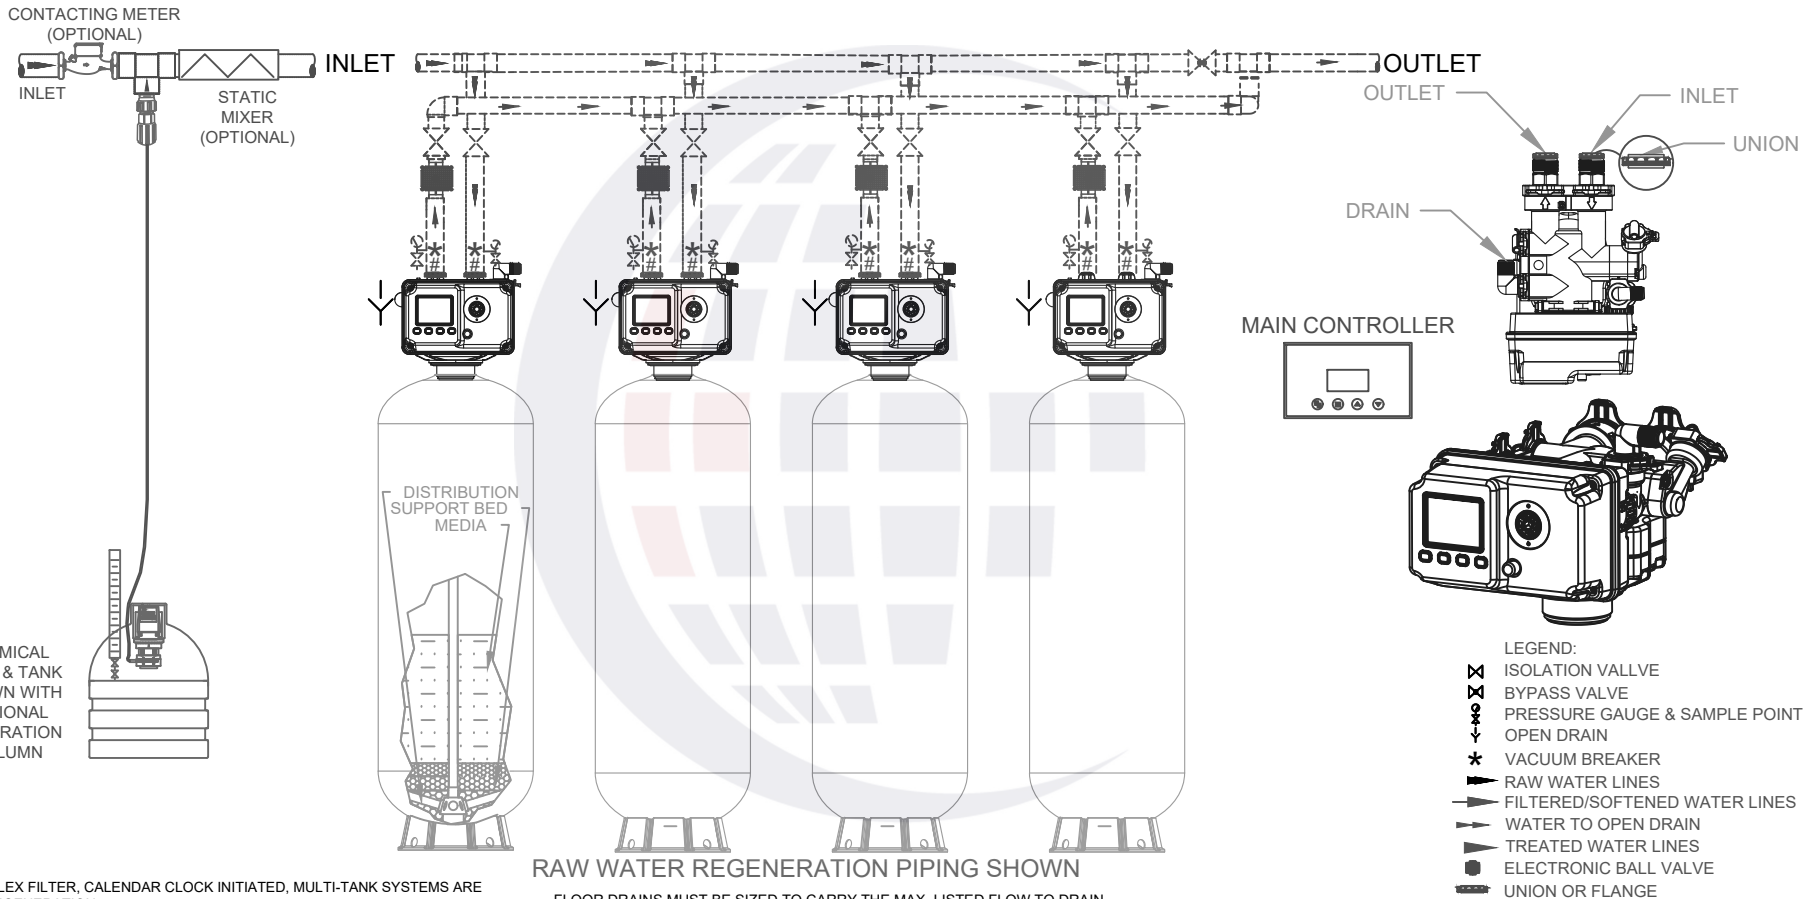 CONTACTING METER
(OPTIONAL)
INLET
STATIC
MIXER
(OPTIONAL)
INLET
OUTLET
OUTLET
INLET
UNION
DRAIN
MAIN CONTROLLER
*
#
*
#
*
#
*
#
*
#
*
#
*
#
*
#
DISTRIBUTION
SUPPORT BED
MEDIA
MICAL
& TANK
WN WITH
IONAL
RATION
LUMN
LEGEND:
ISOLATION VALLVE
BYPASS VALVE
PRESSURE GAUGE & SAMPLE POINT
OPEN DRAIN
VACUUM BREAKER
RAW WATER LINES
FILTERED/SOFTENED WATER LINES
WATER TO OPEN DRAIN
TREATED WATER LINES
ELECTRONIC BALL VALVE
UNION OR FLANGE
RAW WATER REGENERATION PIPING SHOWN
LEX FILTER, CALENDAR CLOCK INITIATED, MULTI-TANK SYSTEMS ARE
FLOOR DRAINS MUST BE SIZED TO CARRY THE MAX. LISTED FLOW TO DRAIN